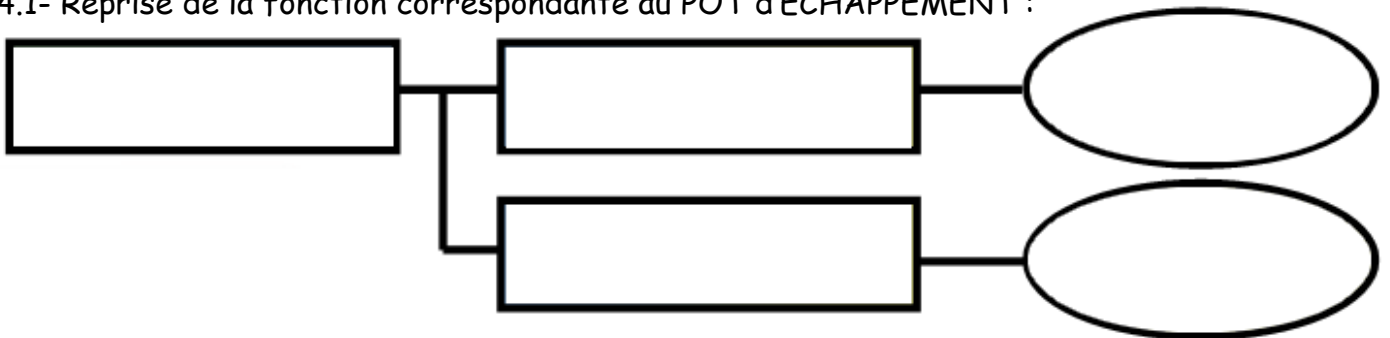 4.1- Reprise de la fonction correspondante au POT d'ECHAPPEMENT :